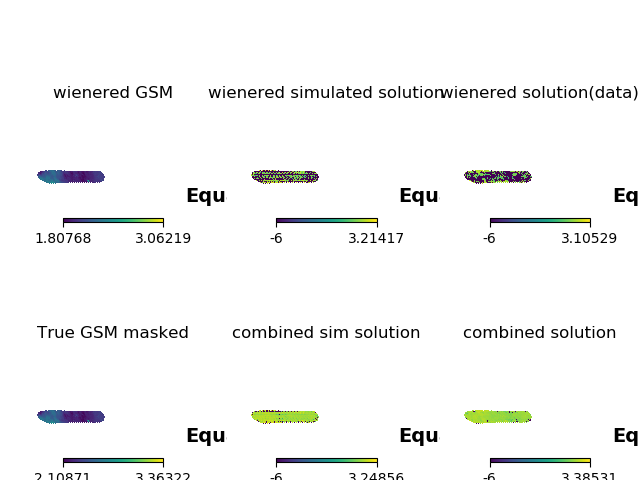 wienered GSM wienered simulated solution wienered solution(data)
Equ Equ Eq
1.80768 3.06219 -6 3.21417 -6 3.10529
True GSM masked combined sim solution combined solution
Equ Equ Eq
2.10871 3.36322 -6 3.24856 -6 3.38531